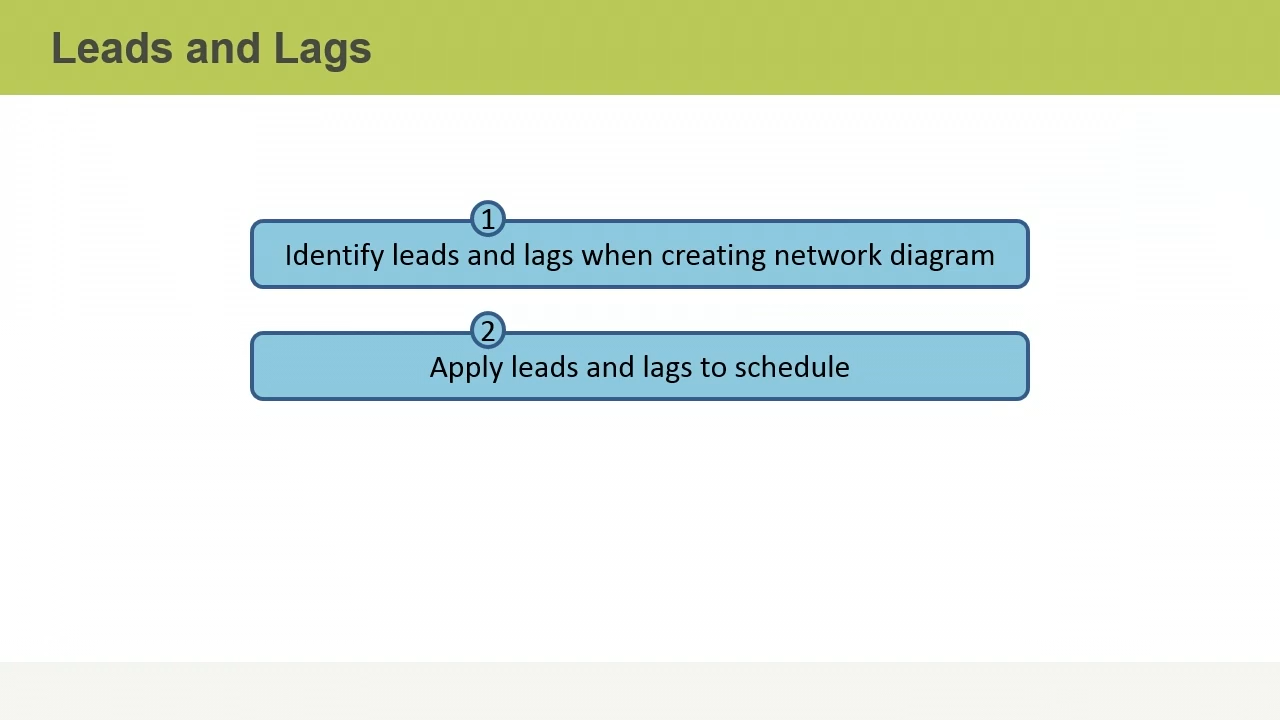 Leads and Lags
1
Identify leads and lags when creating network diagram
2
Apply leads and lags to schedule